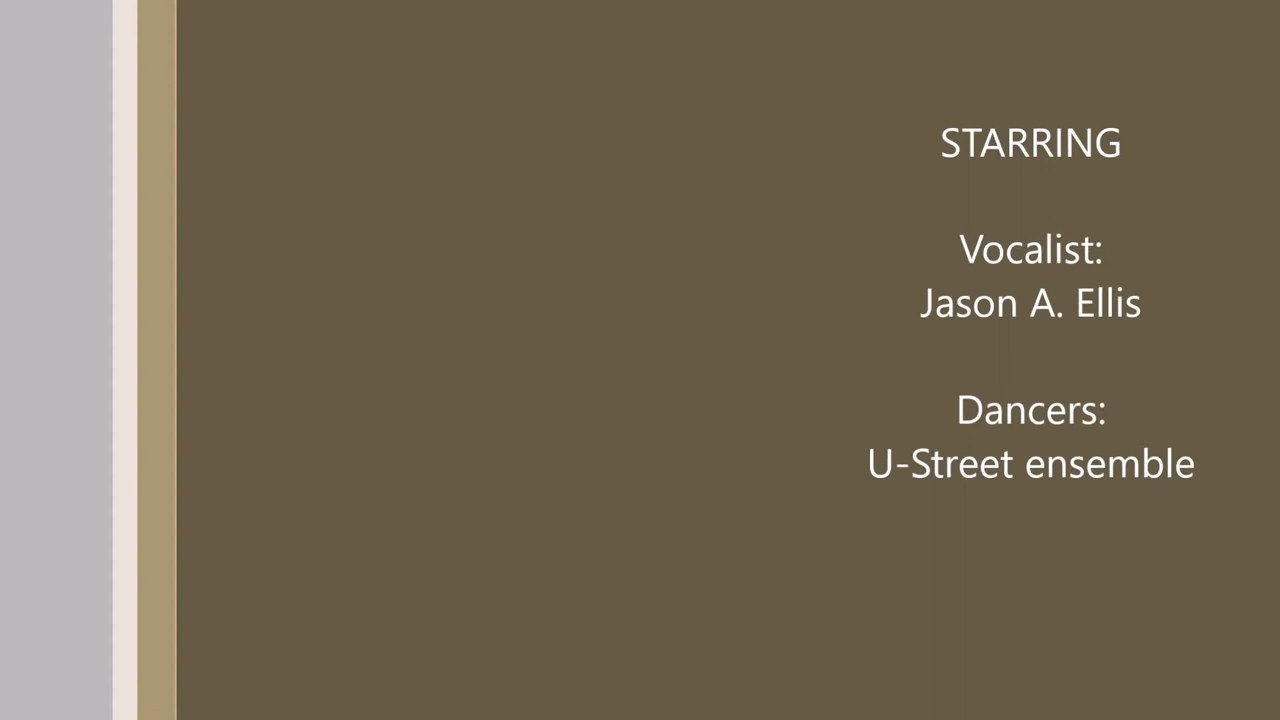 STARRING
Vocalist:
Jason A. Ellis
Dancers:
U-Street ensemble